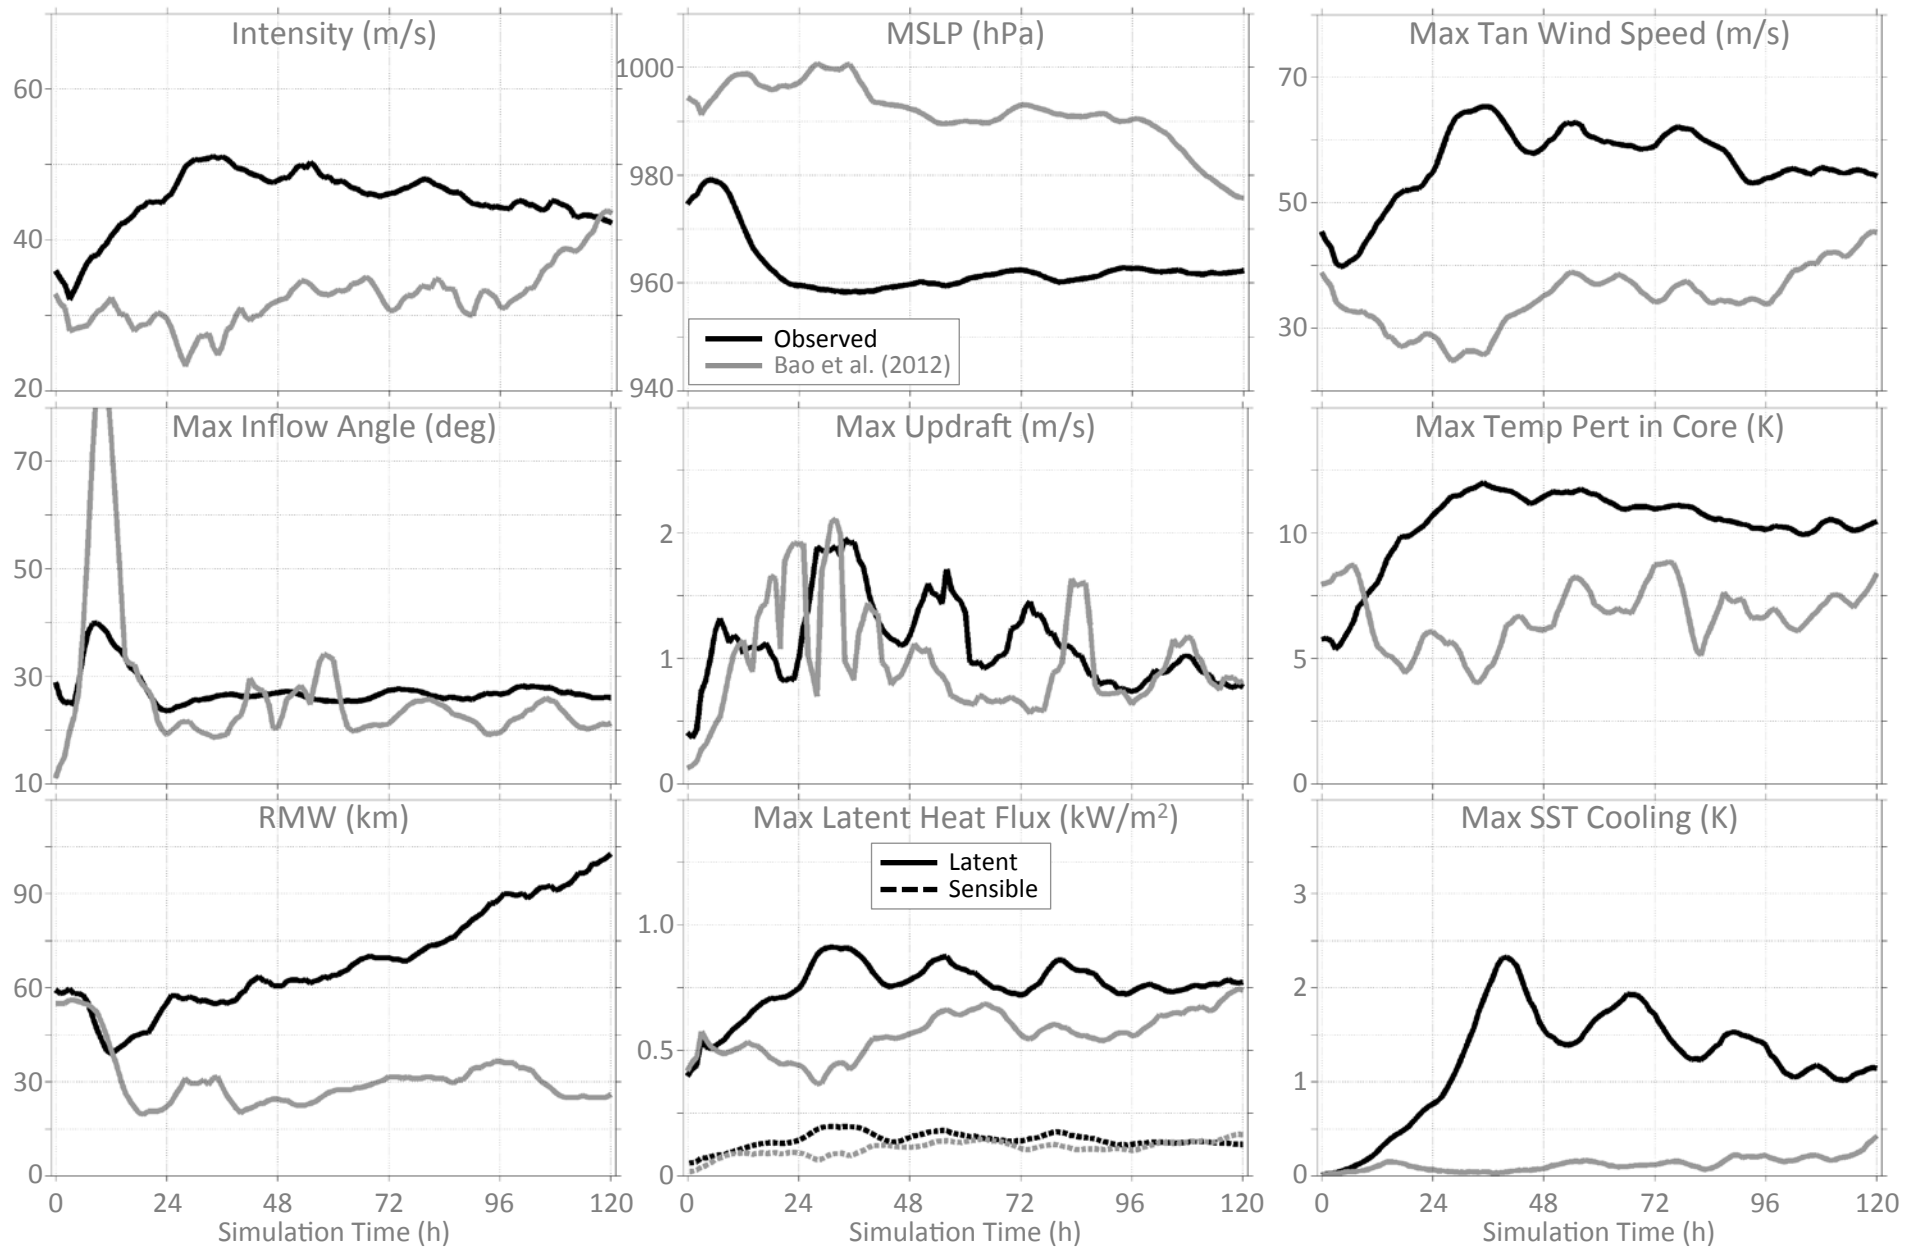 Intensity (m/s)
60
40
20
MSLP (hPa)
1000
980
960
940
Observed
Bao et al. (2012)
Max Tan Wind Speed (m/s)
70
50
30
Max Inflow Angle (deg)
70
50
30
10
Max Updraft (m/s)
2
1
0
Max Temp Pert in Core (K)
10
5
0
RMW (km)
90
60
30
0
0 24 48 72 96 120
Simulation Time (h)
Max Latent Heat Flux (kW/m²)
Latent
Sensible
1.0
0.5
0
0 24 48 72 96 120
Simulation Time (h)
Max SST Cooling (K)
3
2
1
0
0 24 48 72 96 120
Simulation Time (h)